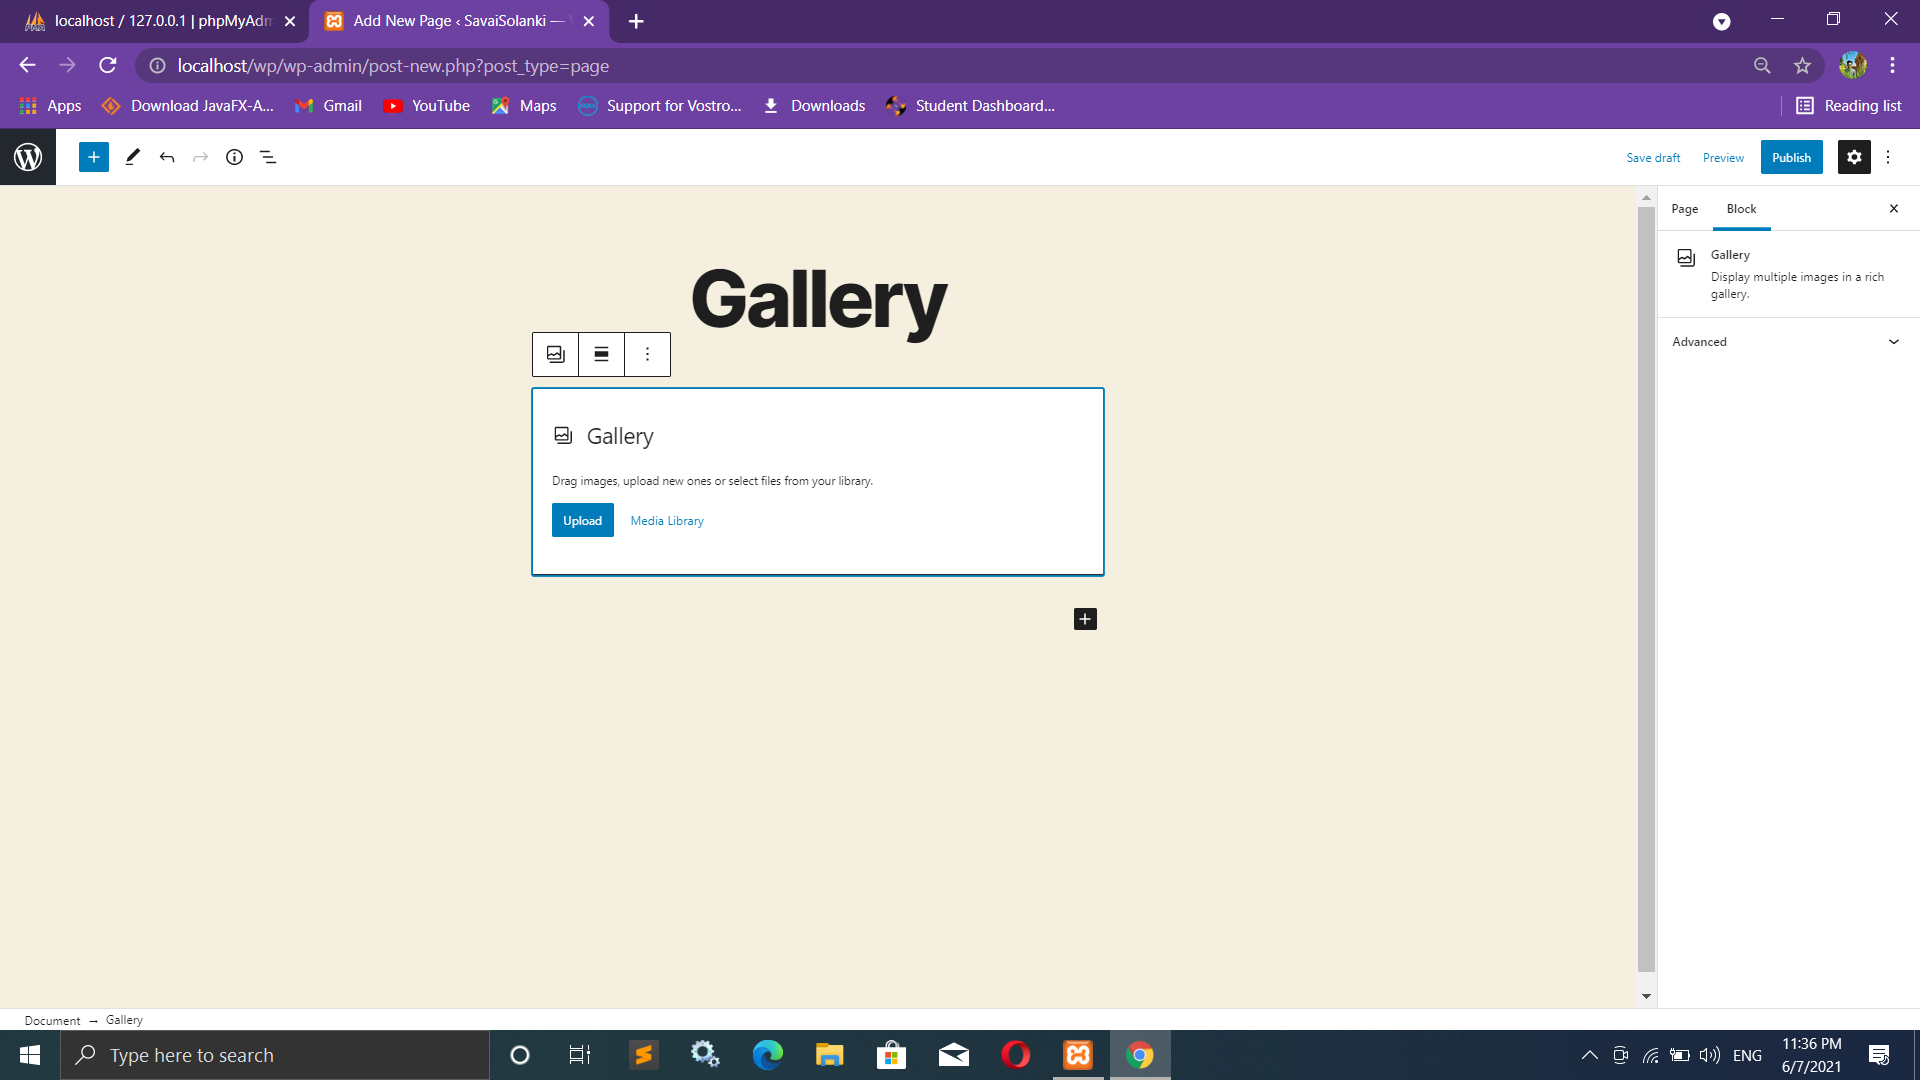 localhost / 127.0.0.1 | phpMyAdm
Add New Page ‹ SavaiSolanki —
localhost/wp/wp-admin/post-new.php?post_type=page
Apps
Download JavaFX-A...
Gmail
YouTube
Maps
Support for Vostro...
Downloads
Student Dashboard...
Reading list
Save draft
Preview
Publish
Page
Block
Gallery
Display multiple images in a rich
gallery.
Advanced
Gallery
Gallery
Drag images, upload new ones or select files from your library.
Upload
Media Library
Document → Gallery
Type here to search
ENG
11:36 PM
6/7/2021